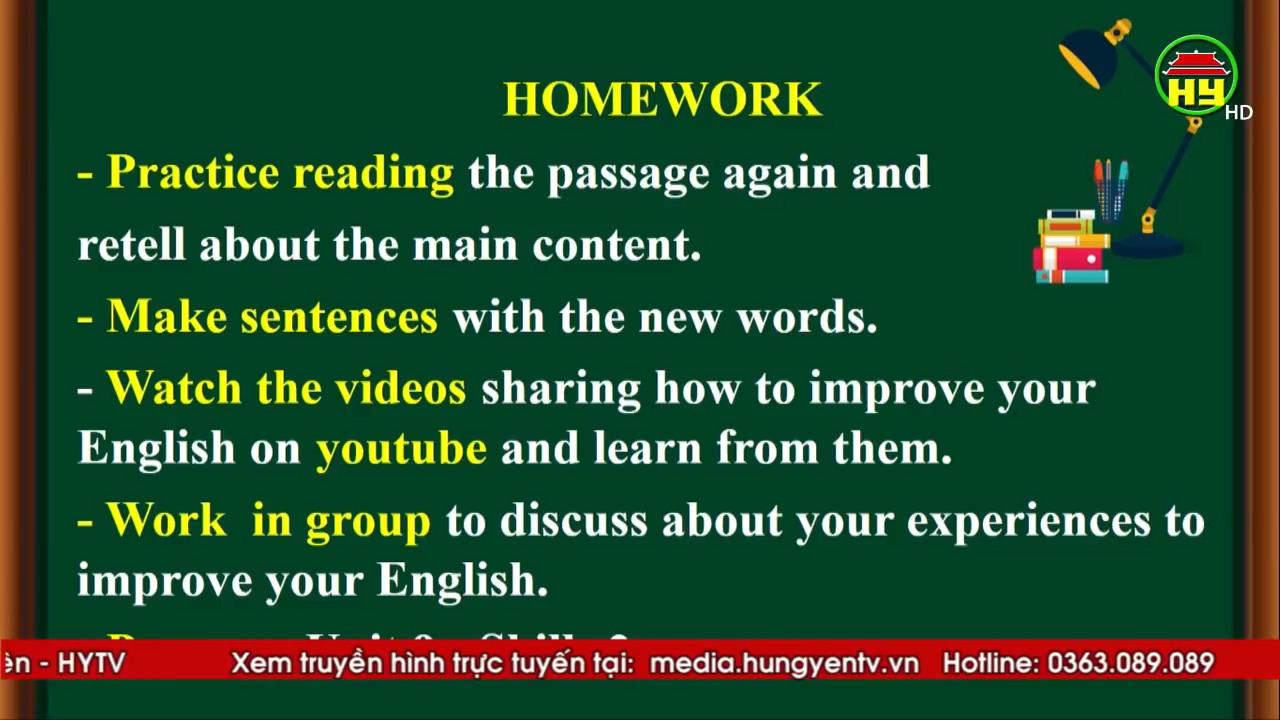 HY
HD
HOMEWORK
- Practice reading the passage again and
retell about the main content.
- Make sentences with the new words.
- Watch the videos sharing how to improve your
English on youtube and learn from them.
- Work in group to discuss about your experiences to
improve your English.
- HYTV Xem truyền hình trực tuyến tại: media.hungyentv.vn Hotline: 0363.089.089